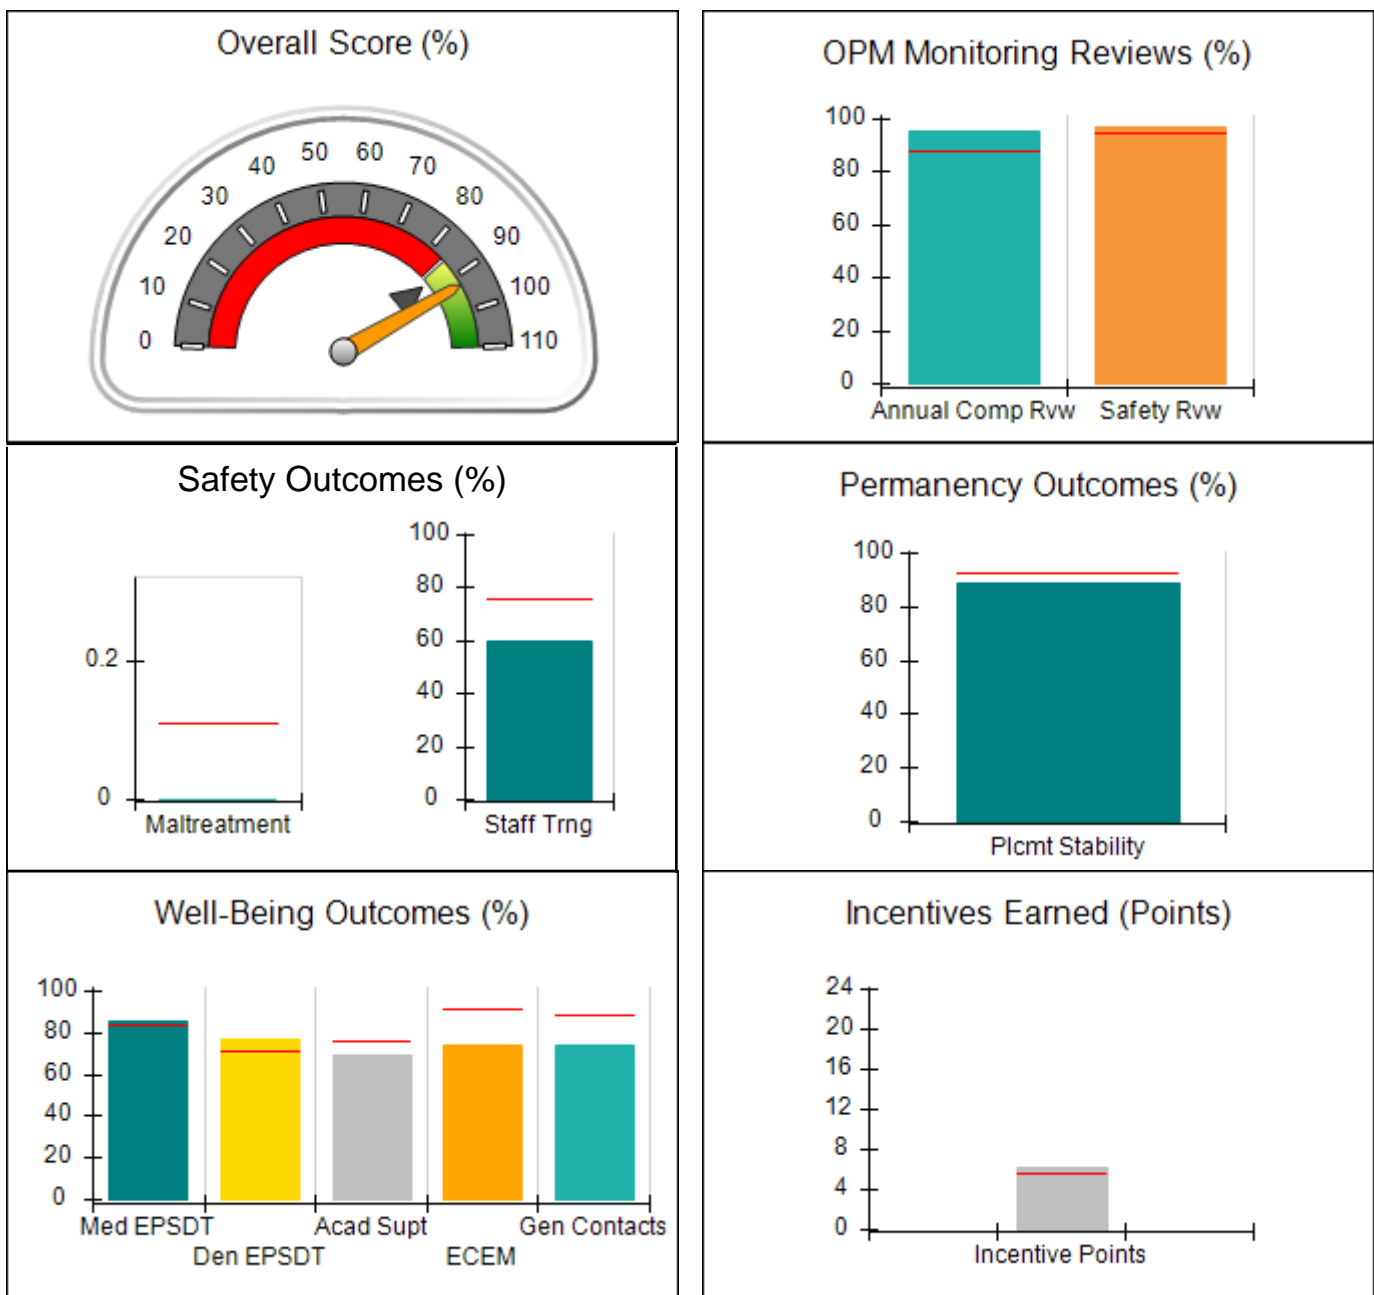 Overall Score (%)
0
10
20
30
40
50
60
70
80
90
100
110
OPM Monitoring Reviews (%)
100
80
60
40
20
0
Annual Comp Rvw
Safety Rvw
Safety Outcomes (%)
0.2
0
Maltreatment
100
80
60
40
20
0
Staff Trng
Permanency Outcomes (%)
100
80
60
40
20
0
Plcmt Stability
Well-Being Outcomes (%)
100
80
60
40
20
0
Med EPSDT
Den EPSDT
Acad Supt
ECEM
Gen Contacts
Incentives Earned (Points)
24
20
16
12
8
4
0
Incentive Points